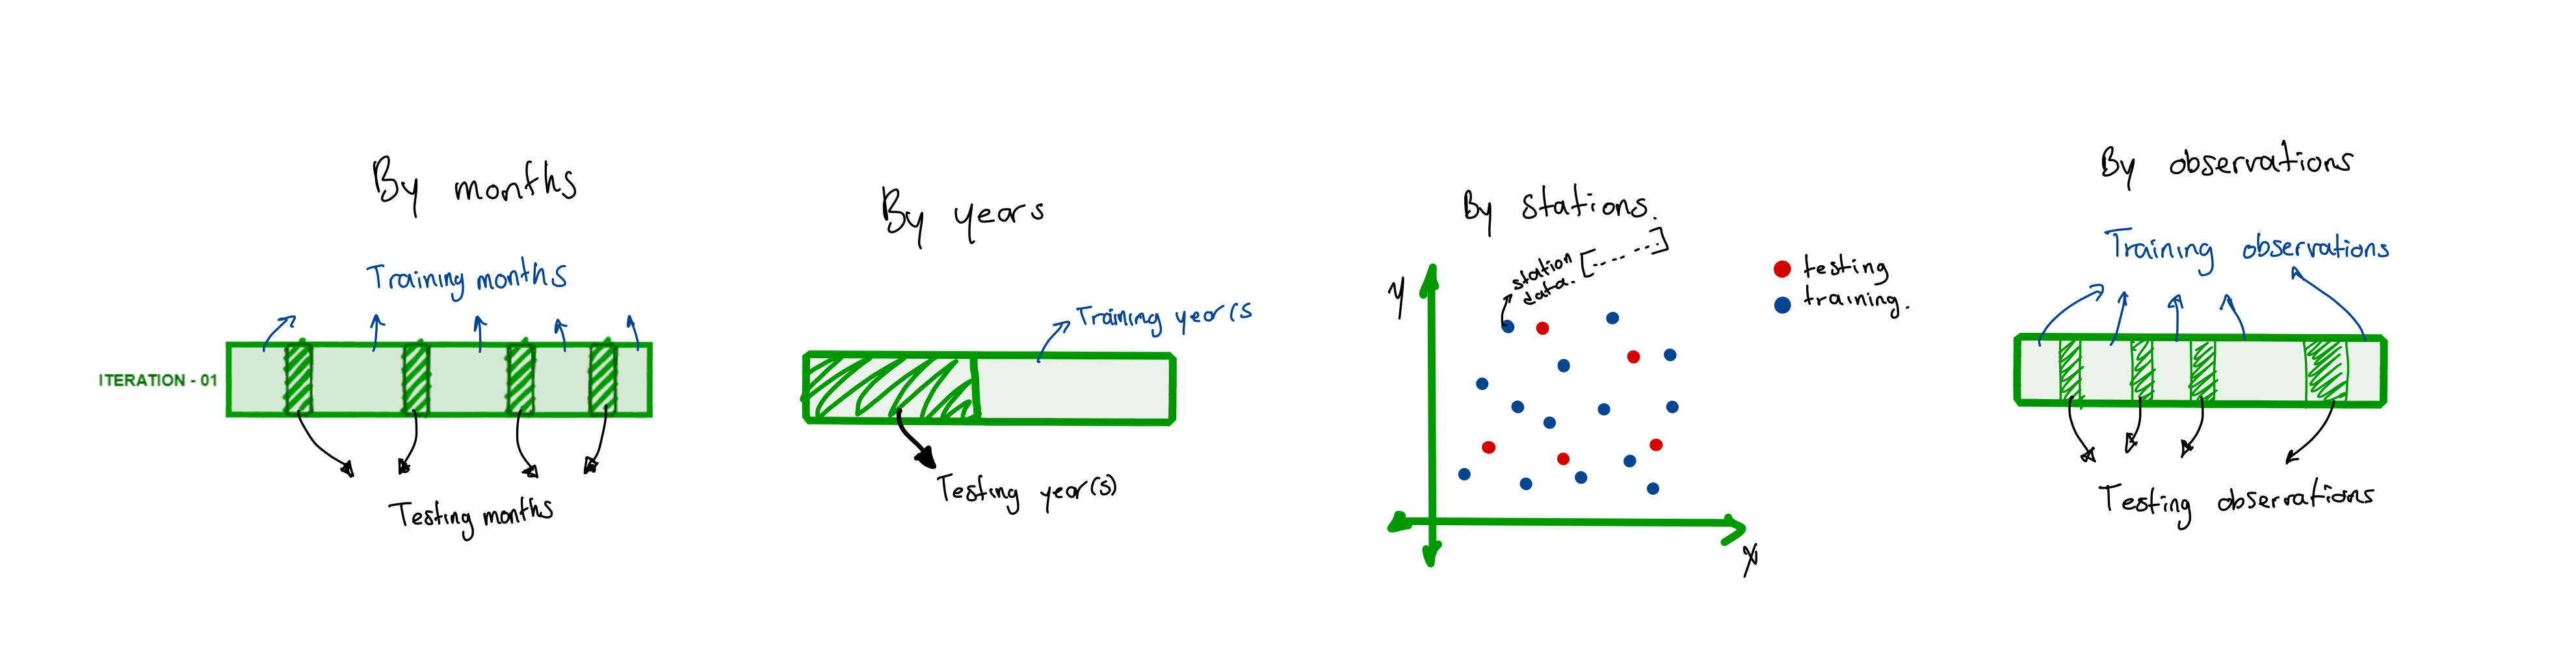 By months
Training months
ITERATION - 01
Testing months
By years
Training year(s
Testing year(s)
By stations.
station
data. [----...]
y
x
testing
training.
By observations
Training observations
Testing observations